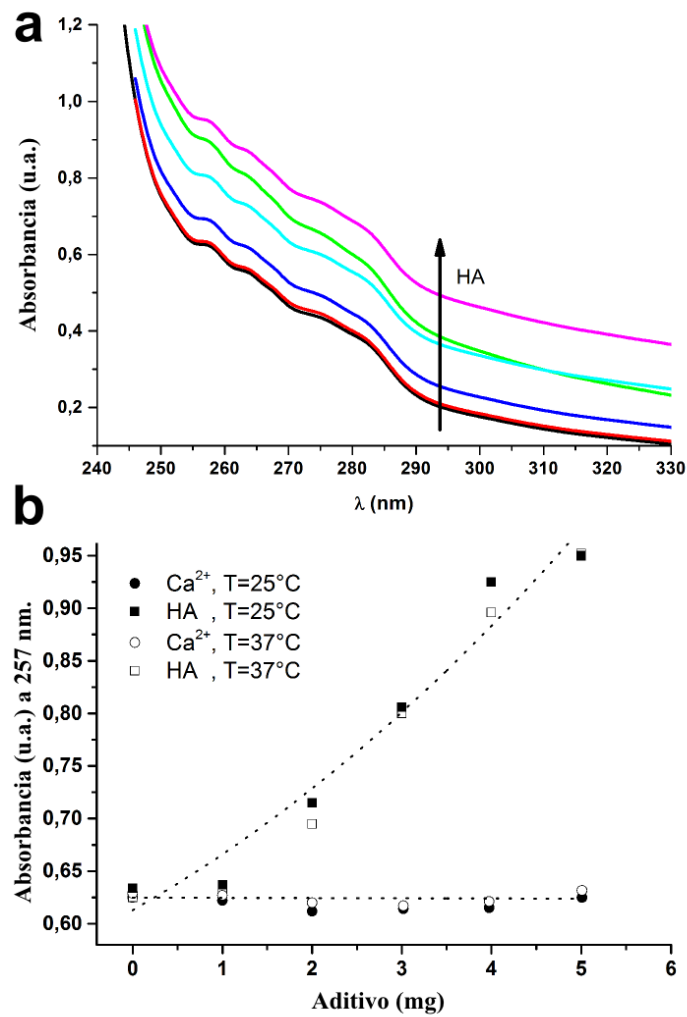 a
1,2
1,0
0,8
0,6
0,4
0,2
Absorbancia (u.a.)
HA
240 250 260 270 280 290 300 310 320 330
λ (nm)
b
0,95
0,90
0,85
0,80
0,75
0,70
0,65
0,60
Absorbancia (u.a.) a 257 nm.
Ca²⁺, T=25°C
HA , T=25°C
Ca²⁺, T=37°C
HA , T=37°C
0 1 2 3 4 5 6
Aditivo (mg)